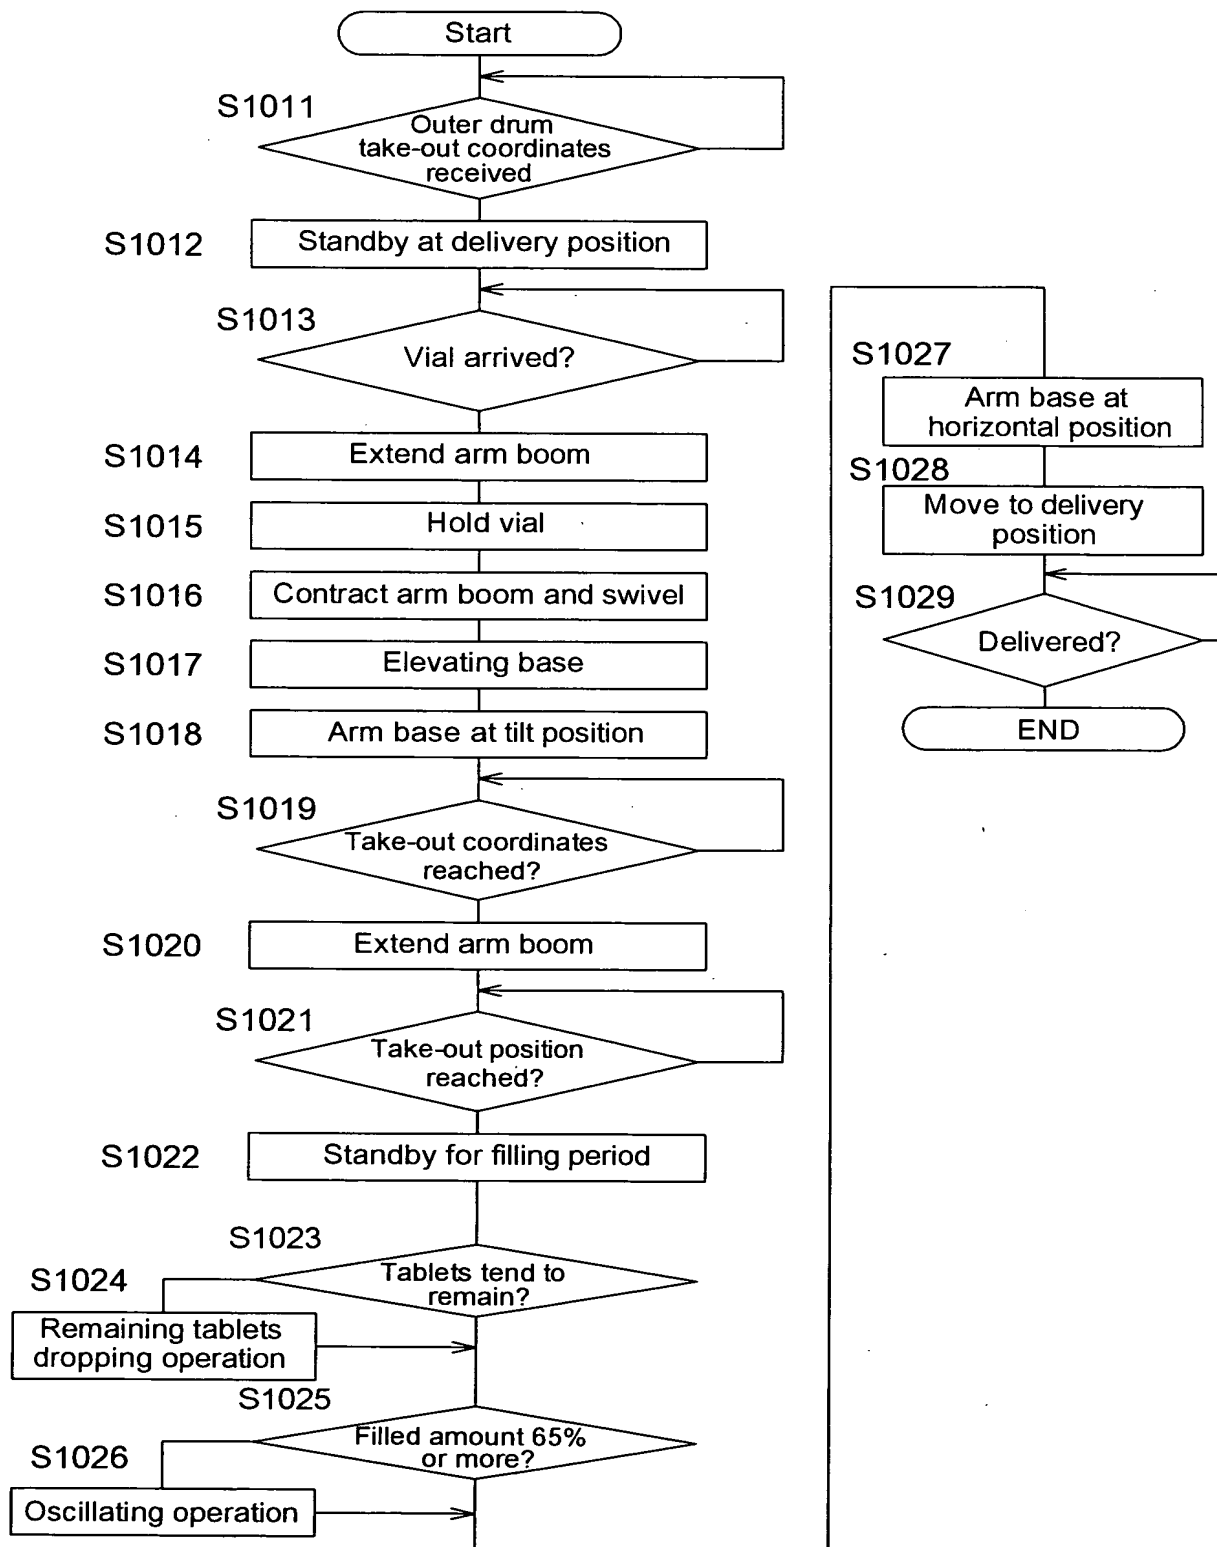 Start
S1011
Outer drum
take-out coordinates
received
S1012
Standby at delivery position
S1013
Vial arrived?
S1014
Extend arm boom
S1015
Hold vial
S1016
Contract arm boom and swivel
S1017
Elevating base
S1018
Arm base at tilt position
S1019
Take-out coordinates
reached?
S1020
Extend arm boom
S1021
Take-out position
reached?
S1022
Standby for filling period
S1023
Tablets tend to
remain?
S1024
Remaining tablets
dropping operation
S1025
Filled amount 65%
or more?
S1026
Oscillating operation
S1027
Arm base at
horizontal position
S1028
Move to delivery
position
S1029
Delivered?
END